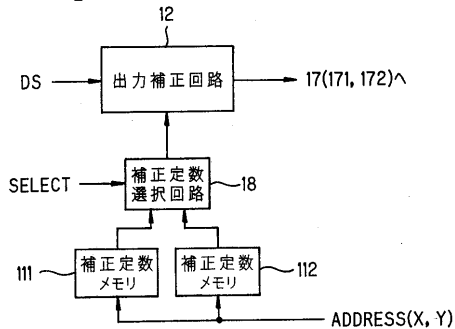 12
DS
出力補正回路
17(171, 172)へ
SELECT
補正定数
選択回路
18
111
補正定数
メモリ
補正定数
メモリ
112
ADDRESS(X, Y)